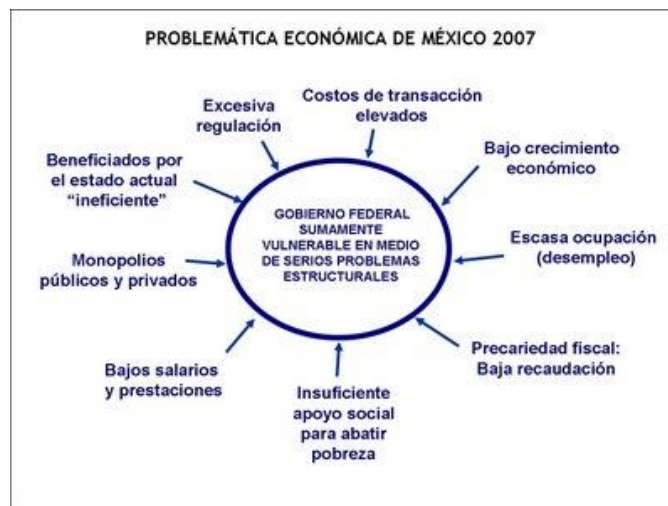 PROBLEMÁTICA ECONÓMICA DE MÉXICO 2007
Costos de transacción
elevados
Excesiva
regulación
Bajo crecimiento
económico
Beneficiados por
el estado actual
“ineficiente”
GOBIERNO FEDERAL
SUMAMENTE
VULNERABLE EN MEDIO
DE SERIOS PROBLEMAS
ESTRUCTURALES
Escasa ocupación
(desempleo)
Monopolios
públicos y privados
Precariedad fiscal:
Baja recaudación
Bajos salarios
y prestaciones
Insuficiente
apoyo social
para abatir
pobreza